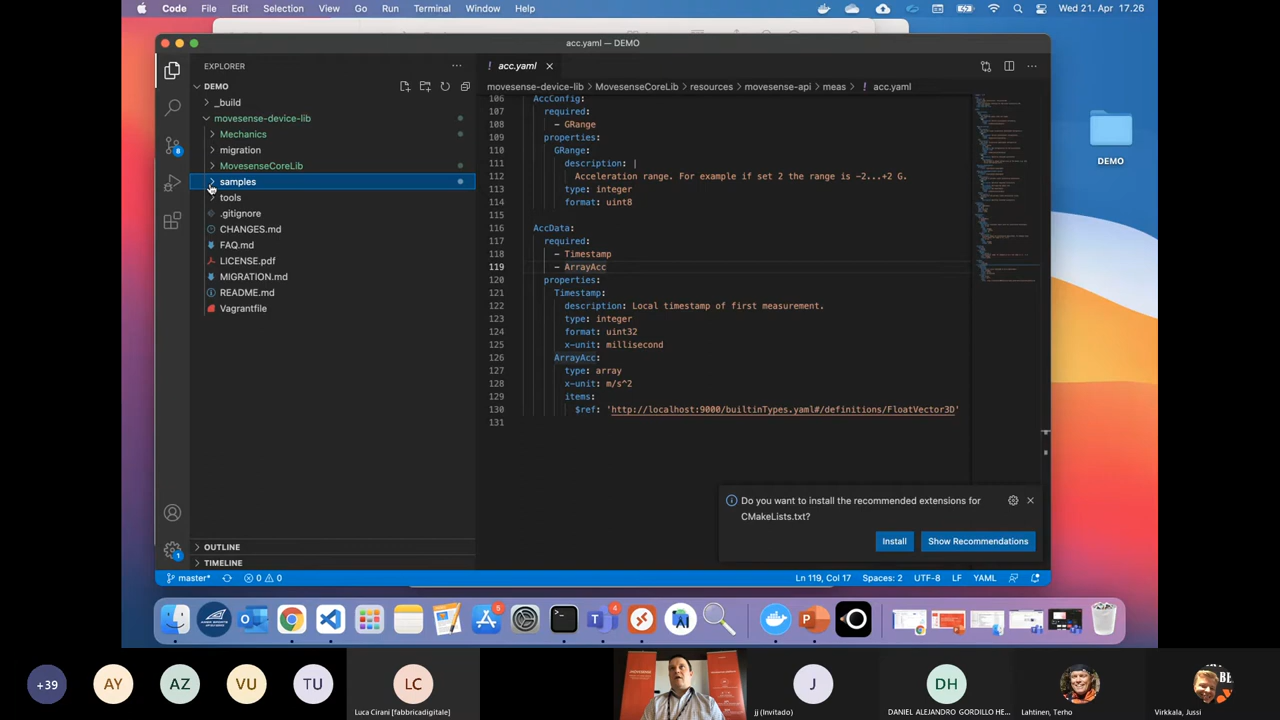 Code File Edit Selection View Go Run Terminal Window Help
Wed 21. Apr 17.26
acc.yaml — DEMO
EXPLORER
DEMO
_build
movesense-device-lib
Mechanics
migration
MovesenseCoreLib
samples
tools
.gitignore
CHANGES.md
FAQ.md
LICENSE.pdf
MIGRATION.md
README.md
Vagrantfile
OUTLINE
TIMELINE
8
1
acc.yaml
movesense-device-lib > MovesenseCoreLib > resources > movesense-api > meas > ! acc.yaml
106 AccConfig:
107 required:
108 - GRange
109 properties:
110 GRange:
111 description: |
112 Acceleration range. For example if set 2 the range is -2...+2 G.
113 type: integer
114 format: uint8
115
116 AccData:
117 required:
118 - Timestamp
119 - ArrayAcc
120 properties:
121 Timestamp:
122 description: Local timestamp of first measurement.
123 type: integer
124 format: uint32
125 x-unit: millisecond
126 ArrayAcc:
127 type: array
128 x-unit: m/s^2
129 items:
130 $ref: 'http://localhost:9000/builtinTypes.yaml#/definitions/FloatVector3D'
131
Do you want to install the recommended extensions for
CMakeLists.txt?
Install
Show Recommendations
master*
0 0
Ln 119, Col 17 Spaces: 2 UTF-8 LF YAML
DEMO
+39
AY
AZ
VU
TU
LC
Luca Cirani [fabbricadigitale]
J
jj (Invitado)
DH
DANIEL ALEJANDRO GORDILLO HE...
Lahtinen, Terho
Virkkala, Jussi